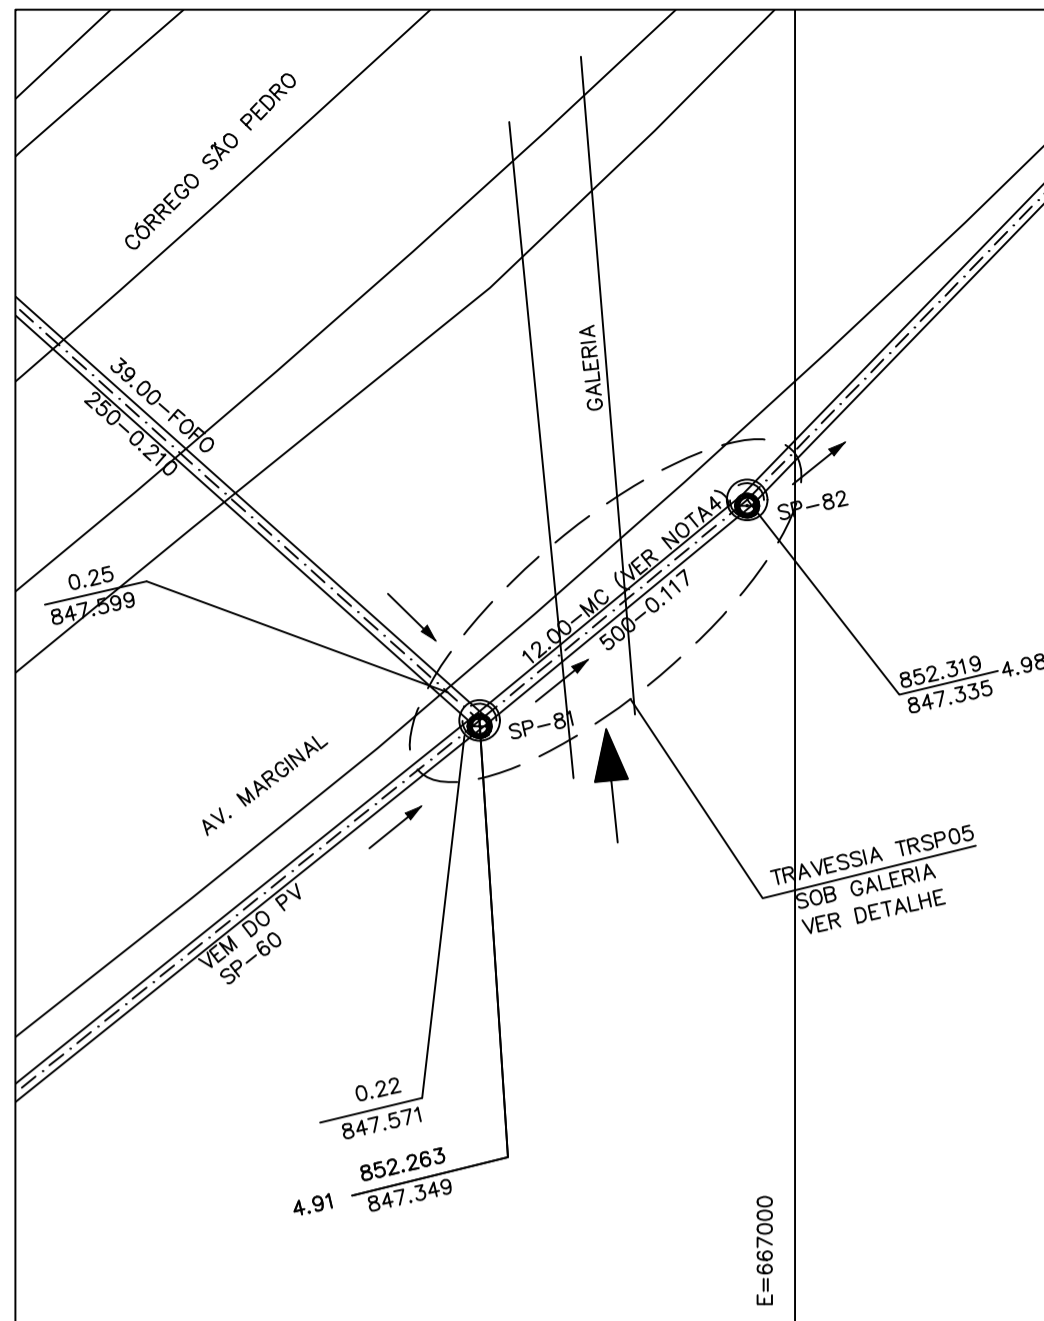 CÓRREGO SÃO PEDRO
39.00-FOFO
250-0.210
GALERIA
0.25
847.599
12.00-MC (VER NOTA4)
500-0.117
SP-82
SP-81
852.319
847.335
4.98
AV. MARGINAL
VEM DO PV
SP-60
TRAVESSIA TRSP05
SOB GALERIA
VER DETALHE
0.22
847.571
4.91
852.263
847.349
E=667000